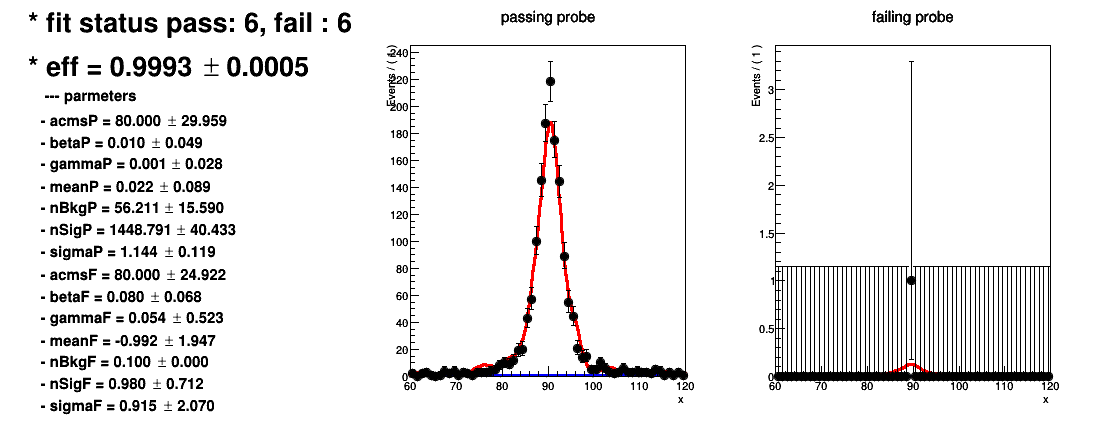 * fit status pass: 6, fail : 6
* eff = 0.9993 ± 0.0005
--- parmeters
- acmsP = 80.000 ± 29.959
- betaP = 0.010 ± 0.049
- gammaP = 0.001 ± 0.028
- meanP = 0.022 ± 0.089
- nBkgP = 56.211 ± 15.590
- nSigP = 1448.791 ± 40.433
- sigmaP = 1.144 ± 0.119
- acmsF = 80.000 ± 24.922
- betaF = 0.080 ± 0.068
- gammaF = 0.054 ± 0.523
- meanF = -0.992 ± 1.947
- nBkgF = 0.100 ± 0.000
- nSigF = 0.980 ± 0.712
- sigmaF = 0.915 ± 2.070
passing probe
Events / ( 1 )
240
220
200
180
160
140
120
100
80
60
40
20
0
60 70 80 90 100 110 120
x
failing probe
Events / ( 1 )
3
2.5
2
1.5
1
0.5
0
60 70 80 90 100 110 120
x